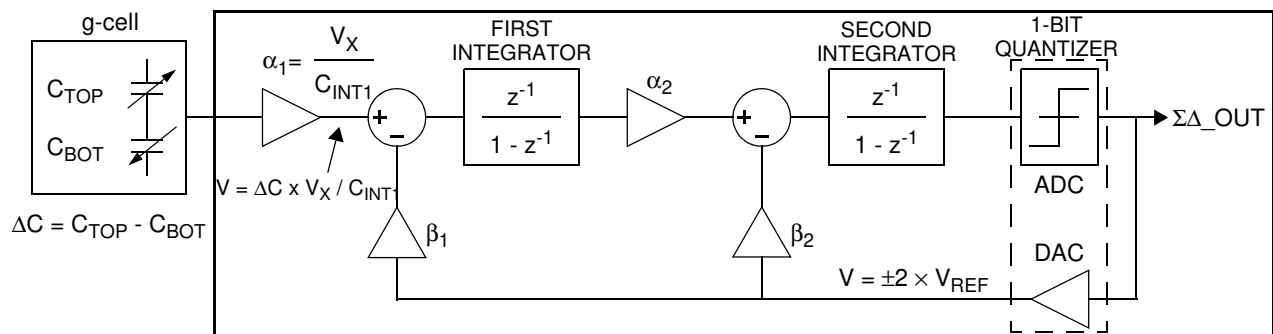 g-cell
C_TOP
C_BOT
ΔC = C_TOP - C_BOT
α₁= V_X / C_INT1
V = ΔC x V_X / C_INT1
+
-
β₁
FIRST
INTEGRATOR
z⁻¹
1 - z⁻¹
α₂
+
-
β₂
SECOND
INTEGRATOR
z⁻¹
1 - z⁻¹
1-BIT
QUANTIZER
ADC
ΣΔ_OUT
DAC
V = ±2 × V_REF